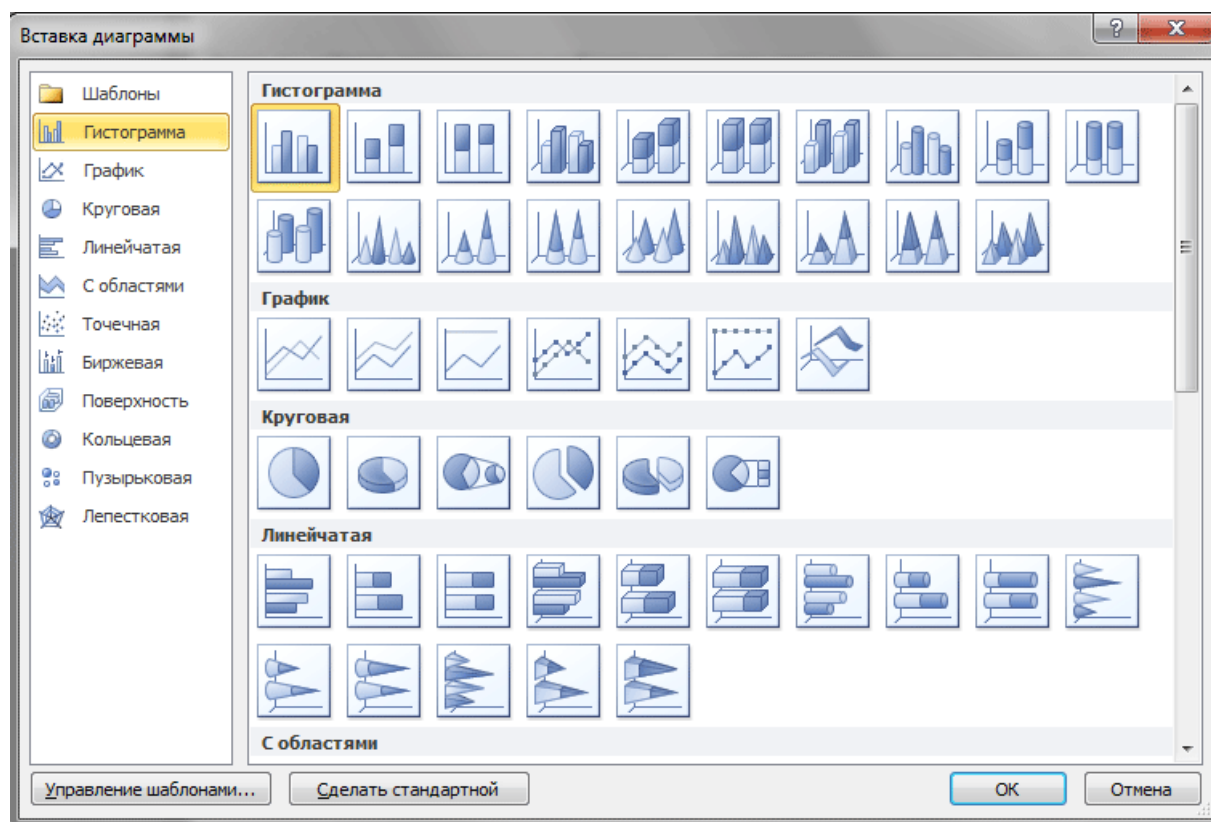 Вставка диаграммы
Шаблоны
Гистограмма
График
Круговая
Линейчатая
С областями
Точечная
Биржевая
Поверхность
Кольцевая
Пузырьковая
Лепестковая
Гистограмма
График
Круговая
Линейчатая
С областями
Управление шаблонами...
Сделать стандартной
ОК
Отмена